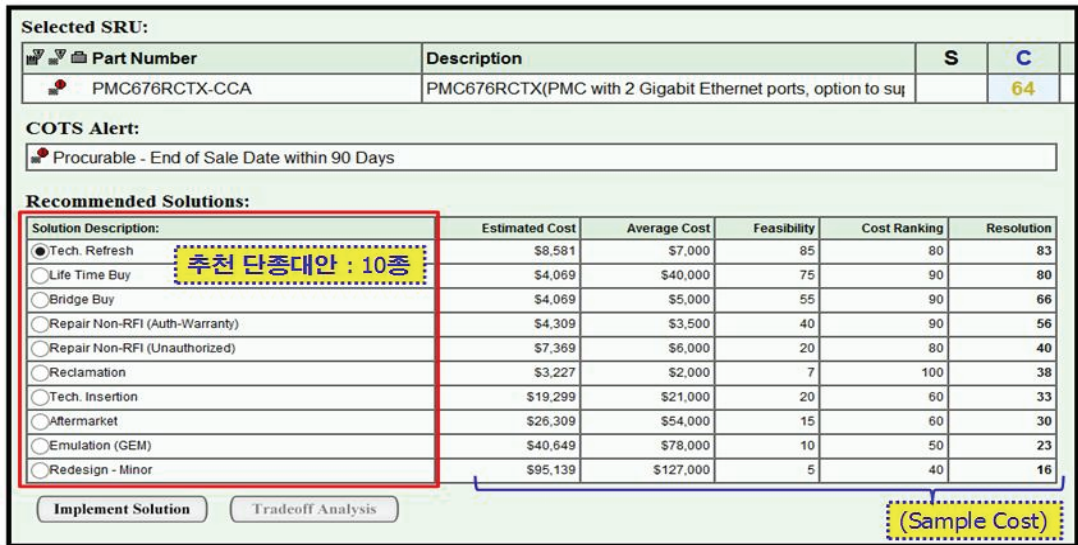 Selected SRU:
Part Number Description S C
PMC676RCTX-CCA PMC676RCTX(PMC with 2 Gigabit Ethernet ports, option to sup 64
COTS Alert:
Procurable - End of Sale Date within 90 Days
Recommended Solutions:
Solution Description: Estimated Cost Average Cost Feasibility Cost Ranking Resolution
Tech. Refresh $8,581 $7,000 85 80 83
추천 단종대안 : 10종
Life Time Buy $4,069 $40,000 75 90 80
Bridge Buy $4,069 $5,000 55 90 66
Repair Non-RFI (Auth-Warranty) $4,309 $3,500 40 90 56
Repair Non-RFI (Unauthorized) $7,369 $6,000 20 80 40
Reclamation $3,227 $2,000 7 100 38
Tech. Insertion $19,299 $21,000 20 60 33
Aftermarket $26,309 $54,000 15 60 30
Emulation (GEM) $40,649 $78,000 10 50 23
Redesign - Minor $95,139 $127,000 5 40 16
Implement Solution Tradeoff Analysis
(Sample Cost)